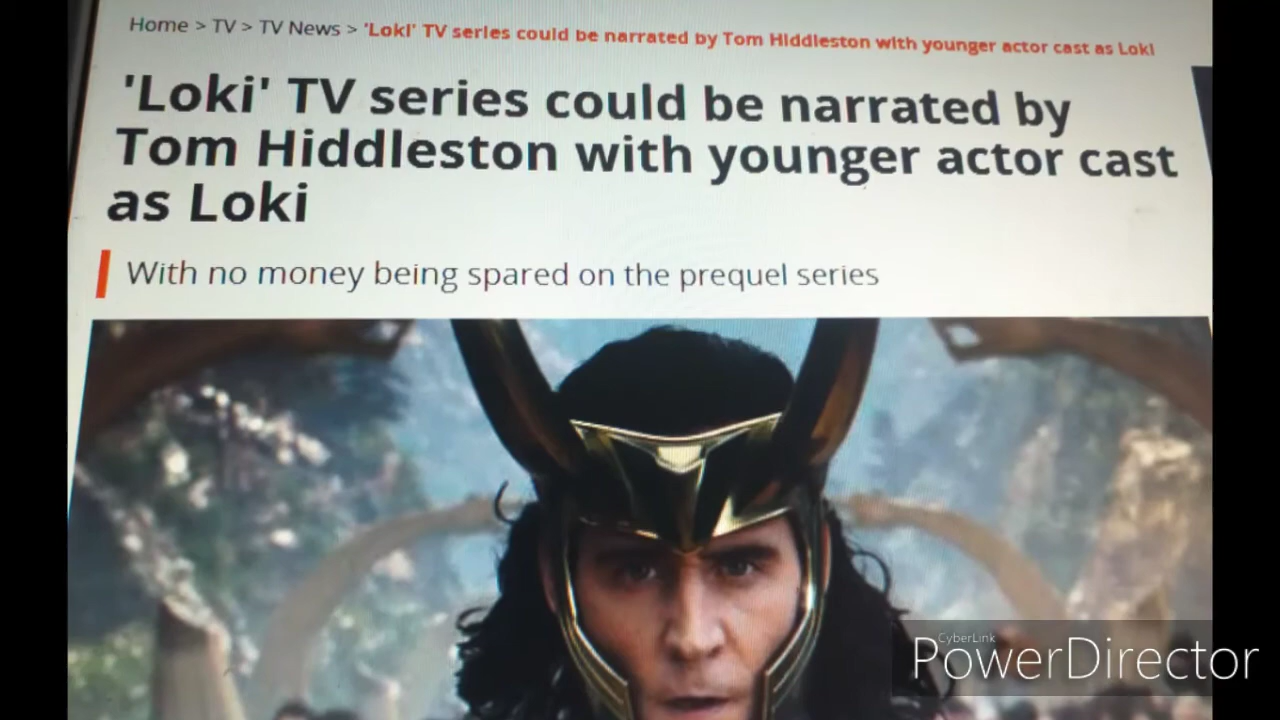 Home > TV > TV News > 'Loki' TV series could be narrated by Tom Hiddleston with younger actor cast as Loki
'Loki' TV series could be narrated by
Tom Hiddleston with younger actor cast
as Loki
With no money being spared on the prequel series
CyberLink
PowerDirector